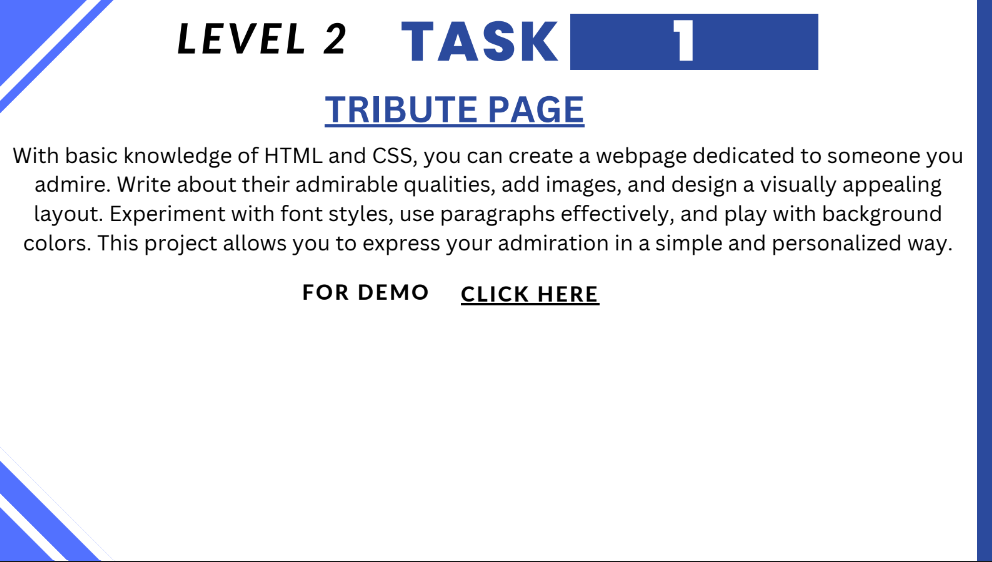 LEVEL 2 TASK 1
TRIBUTE PAGE
With basic knowledge of HTML and CSS, you can create a webpage dedicated to someone you
admire. Write about their admirable qualities, add images, and design a visually appealing
layout. Experiment with font styles, use paragraphs effectively, and play with background
colors. This project allows you to express your admiration in a simple and personalized way.
FOR DEMO CLICK HERE